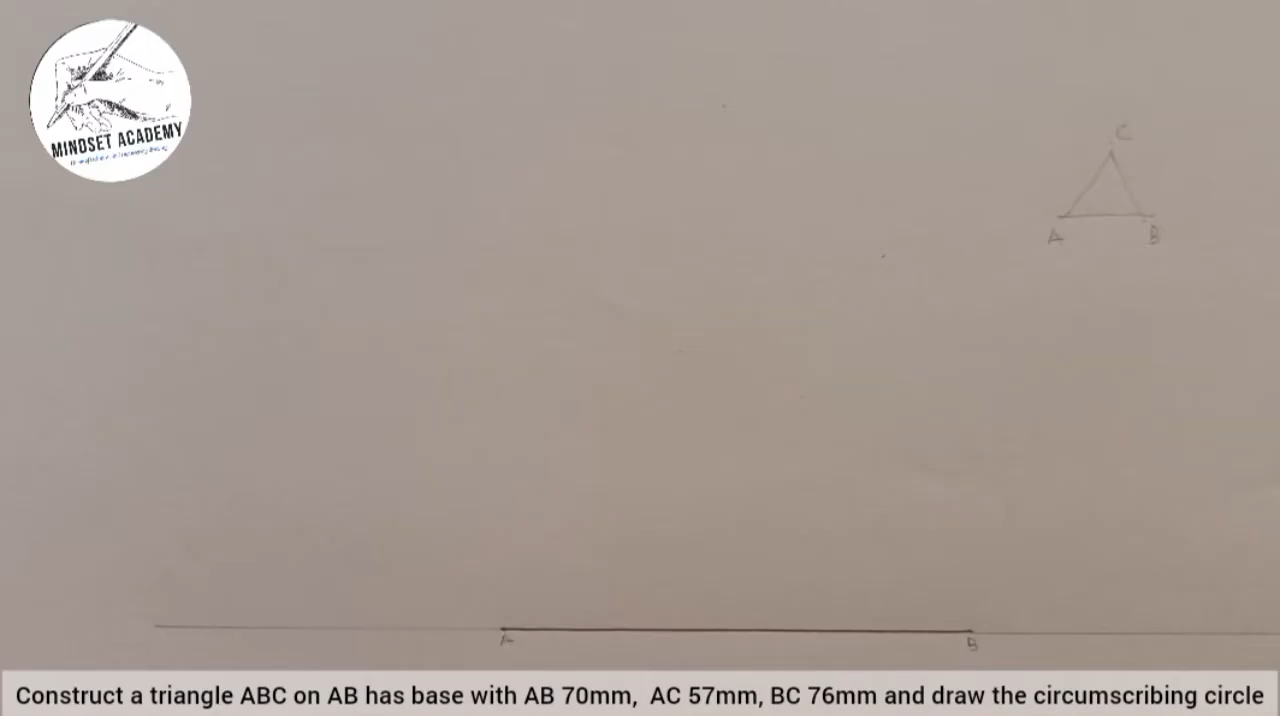 MINDSET ACADEMY
C
A B
A B
Construct a triangle ABC on AB has base with AB 70mm, AC 57mm, BC 76mm and draw the circumscribing circle